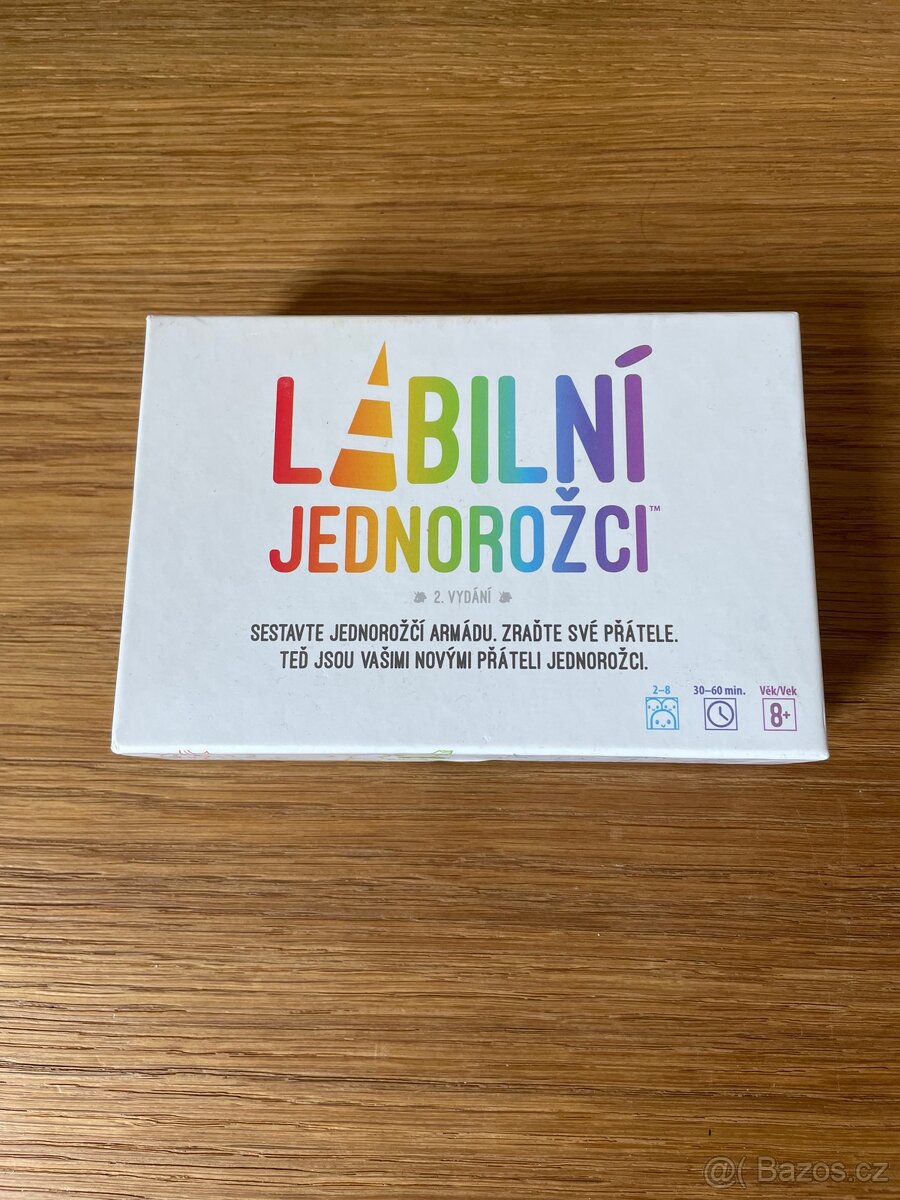 LABILNÍ
JEDNOROŽCI™
2. VYDÁNÍ
SESTAVTE JEDNOROŽČÍ ARMÁDU. ZRAĎTE SVÉ PŘÁTELE.
TEĎ JSOU VAŠIMI NOVÝMI PŘÁTELI JEDNOROŽCI.
2–8 30–60 min. Věk/Vek
8+
@( Bazos.cz